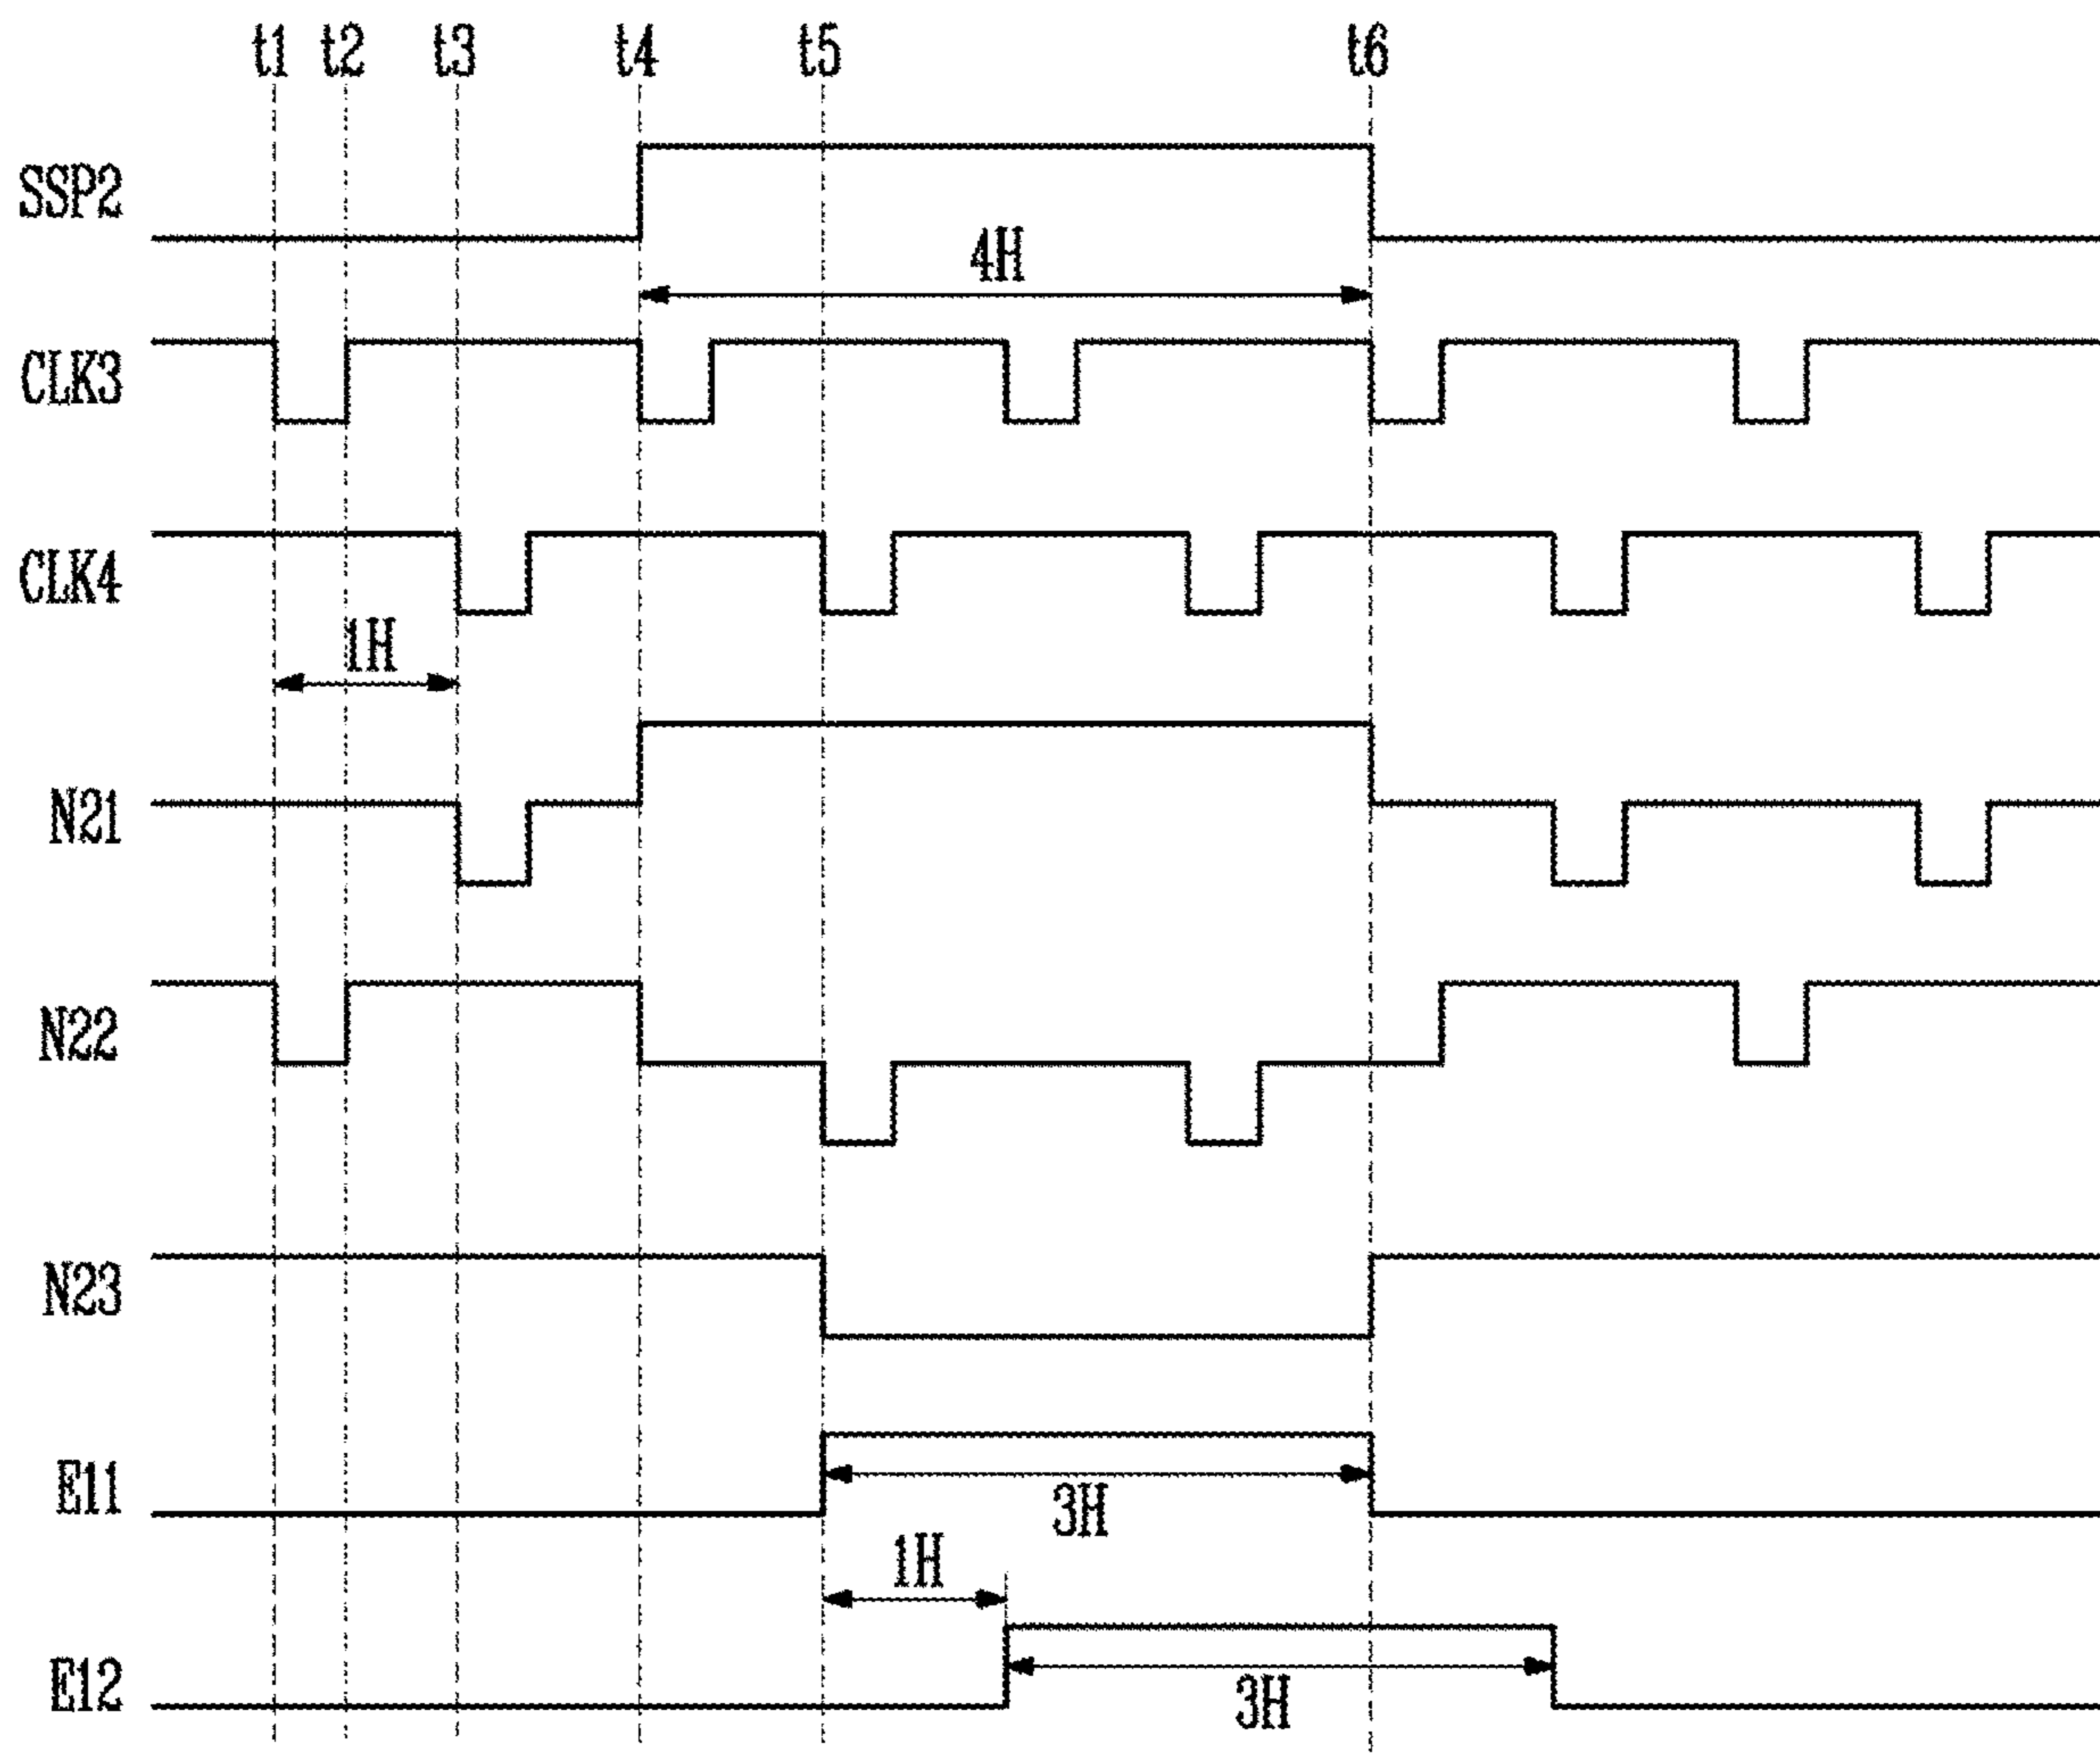 t1 t2 t3 t4 t5 t6
SSP2
4H
CLK3
CLK4
1H
N21
N22
N23
E11
3H
1H
E12
3H